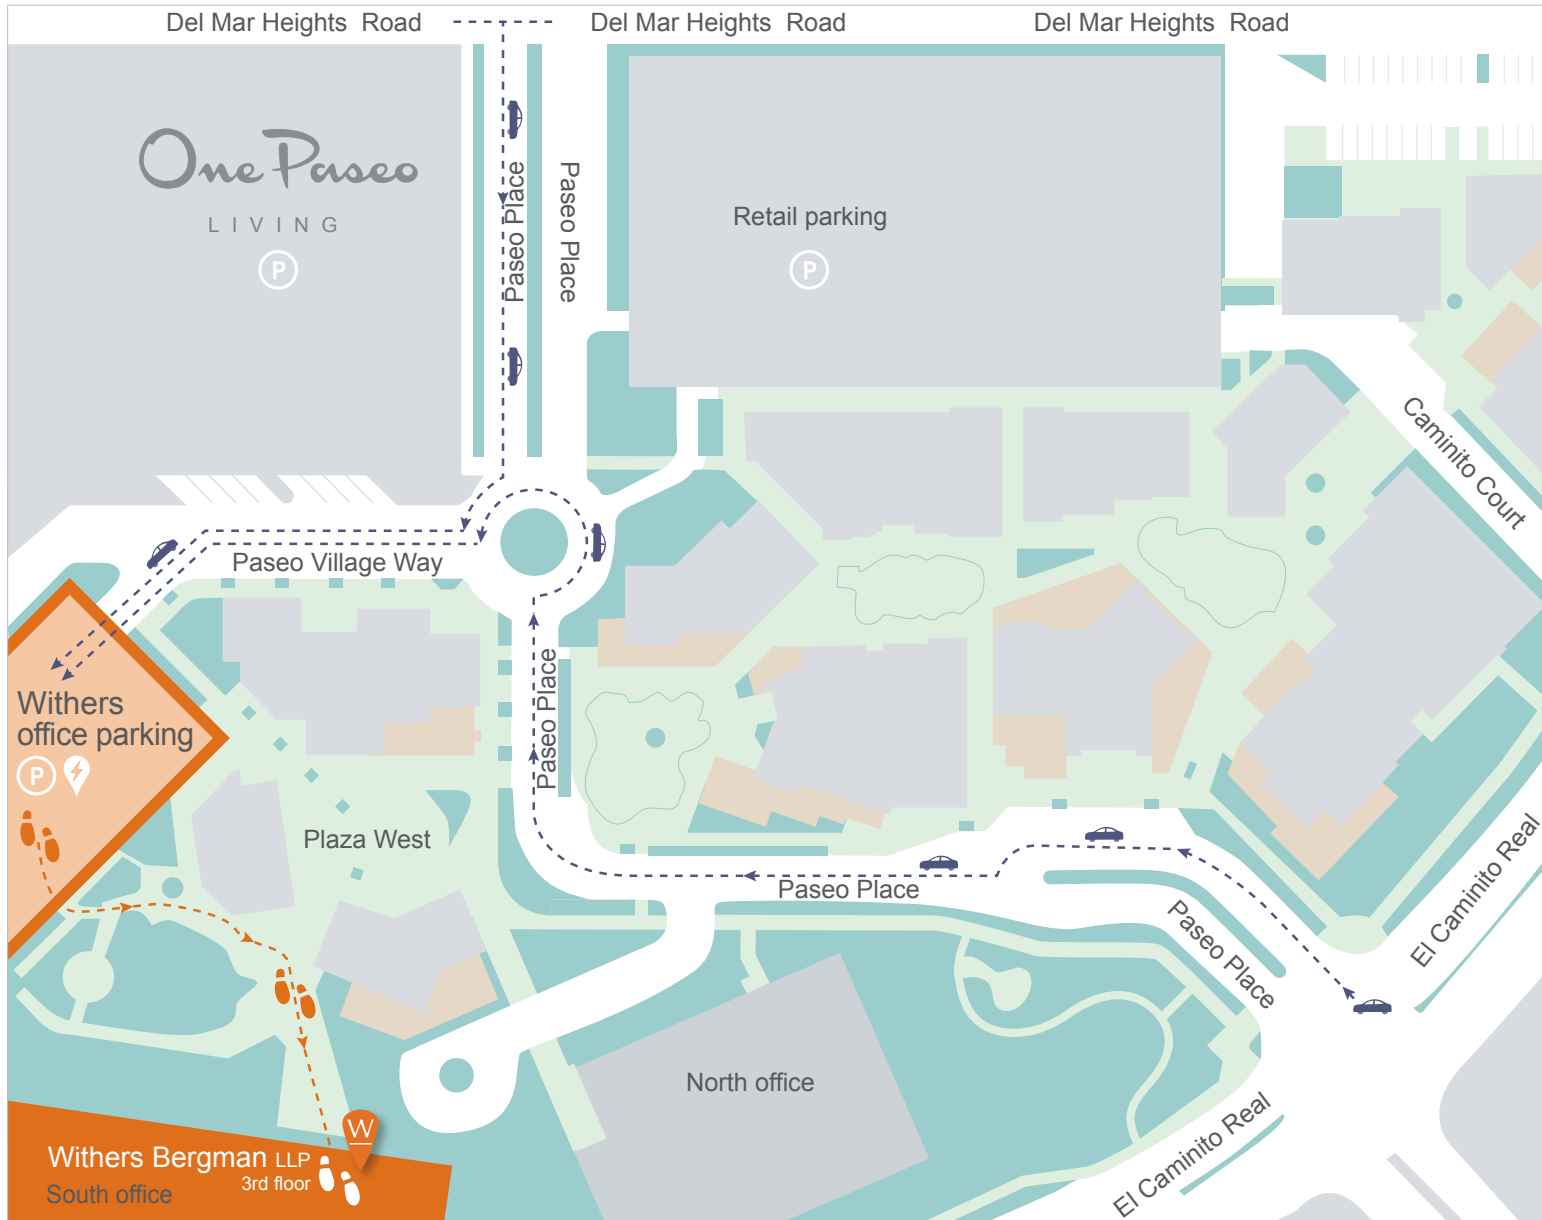 Del Mar Heights Road
Del Mar Heights Road
Del Mar Heights Road
One Paseo
LIVING
P
Paseo Place
Paseo Place
Retail parking
P
Caminito Court
Paseo Village Way
Withers
office parking
P
Paseo Place
Plaza West
Paseo Place
Paseo Place
El Caminito Real
North office
El Caminito Real
W
Withers Bergman LLP
3rd floor
South office